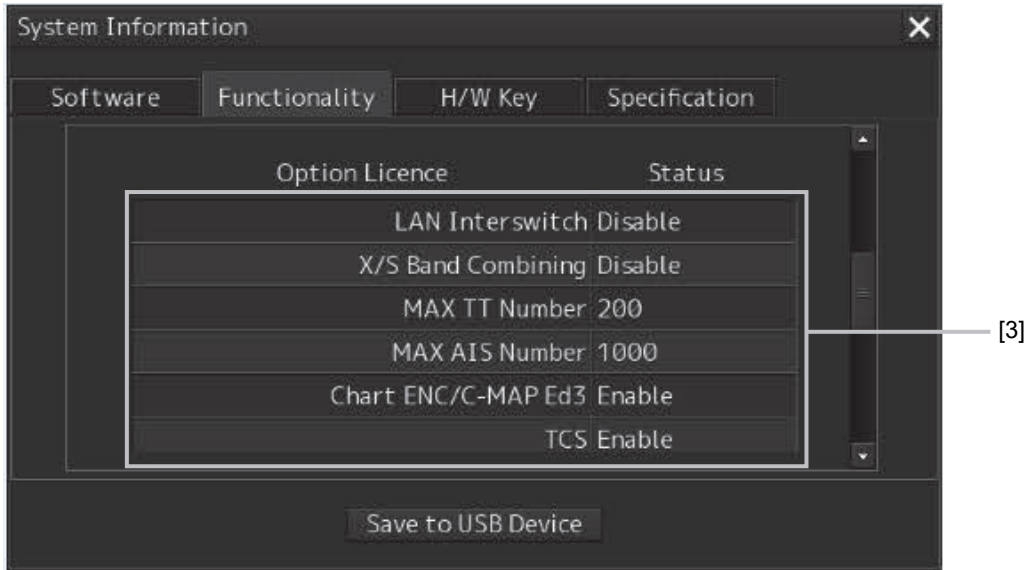 System Information
Software Functionality H/W Key Specification
Option Licence Status
LAN Interswitch Disable
X/S Band Combining Disable
MAX TT Number 200
MAX AIS Number 1000
Chart ENC/C-MAP Ed3 Enable
TCS Enable
[3]
Save to USB Device